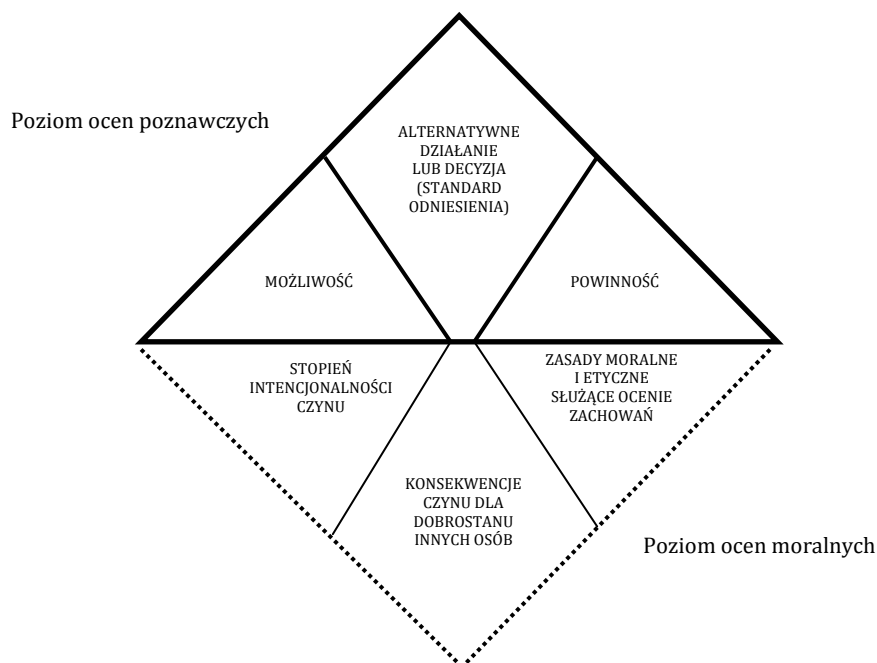 Poziom ocen poznawczych
ALTERNATYWNE
DZIAŁANIE
LUB DECYZJA
(STANDARD
ODNIESIENIA)
MOŻLIWOŚĆ
POWINNOŚĆ
STOPIEŃ
INTENCJONALNOŚCI
CZYNU
ZASADY MORALNE
I ETYCZNE
SŁUŻĄCE OCENIE
ZACHOWAŃ
KONSEKWENCJE
CZYNU DLA
DOBROSTANU
INNYCH OSÓB
Poziom ocen moralnych